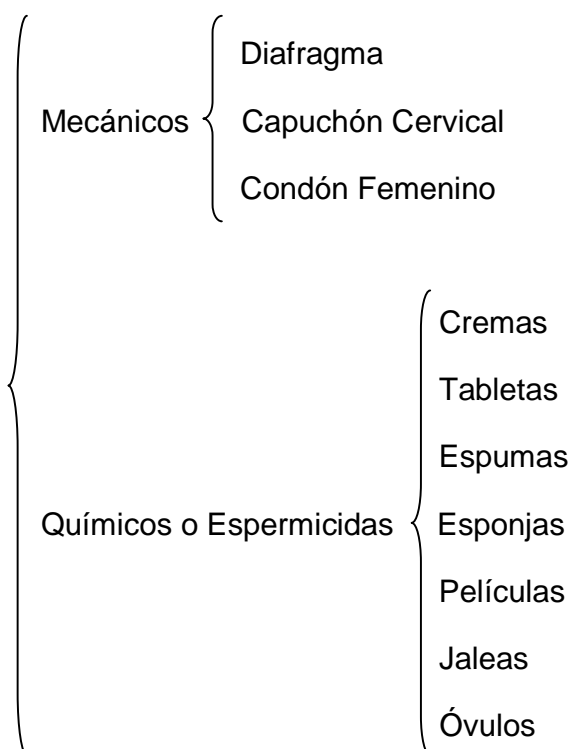 Diafragma
Mecánicos
Capuchón Cervical
Condón Femenino
Cremas
Tabletas
Espumas
Químicos o Espermicidas
Esponjas
Películas
Jaleas
Óvulos